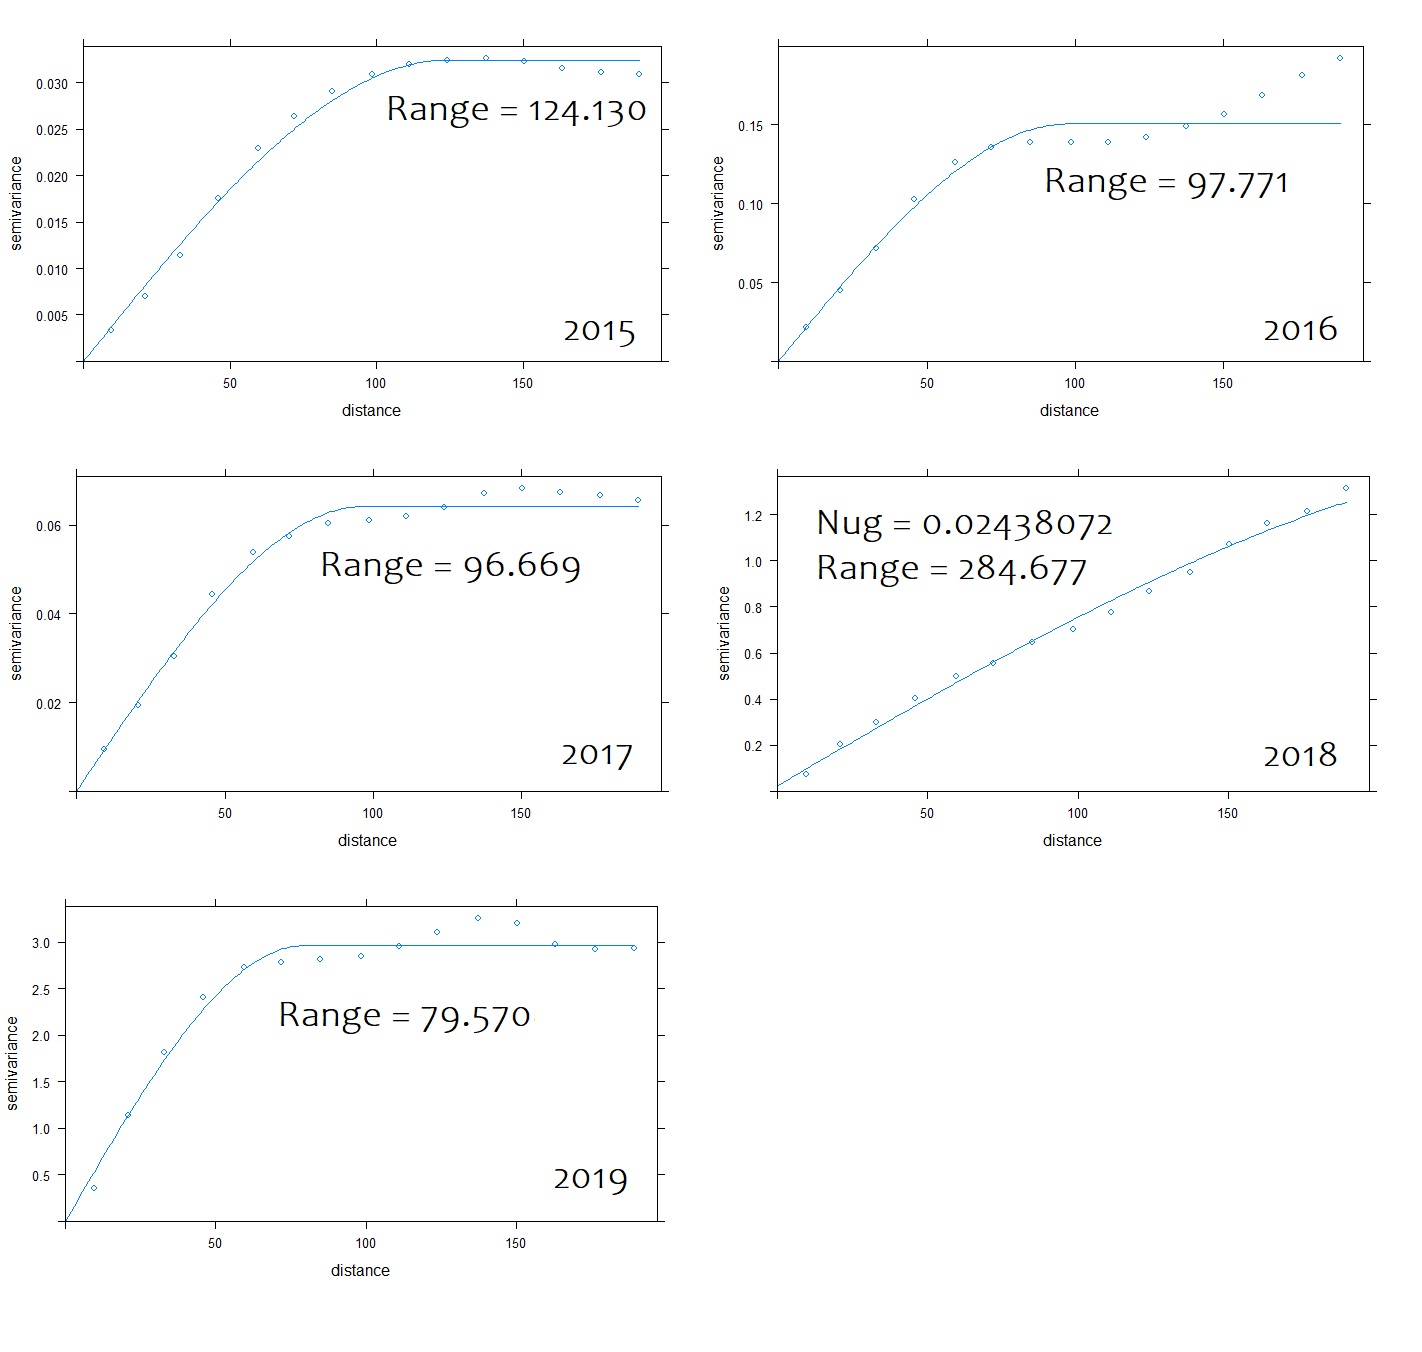 semivariance
0.030
0.025
0.020
0.015
0.010
0.005
Range = 124.130
2015
50 100 150
distance
semivariance
0.15
0.10
0.05
Range = 97.771
2016
50 100 150
distance
semivariance
0.06
0.04
0.02
Range = 96.669
2017
50 100 150
distance
semivariance
1.2
1.0
0.8
0.6
0.4
0.2
Nug = 0.02438072
Range = 284.677
2018
50 100 150
distance
semivariance
3.0
2.5
2.0
1.5
1.0
0.5
Range = 79.570
2019
50 100 150
distance